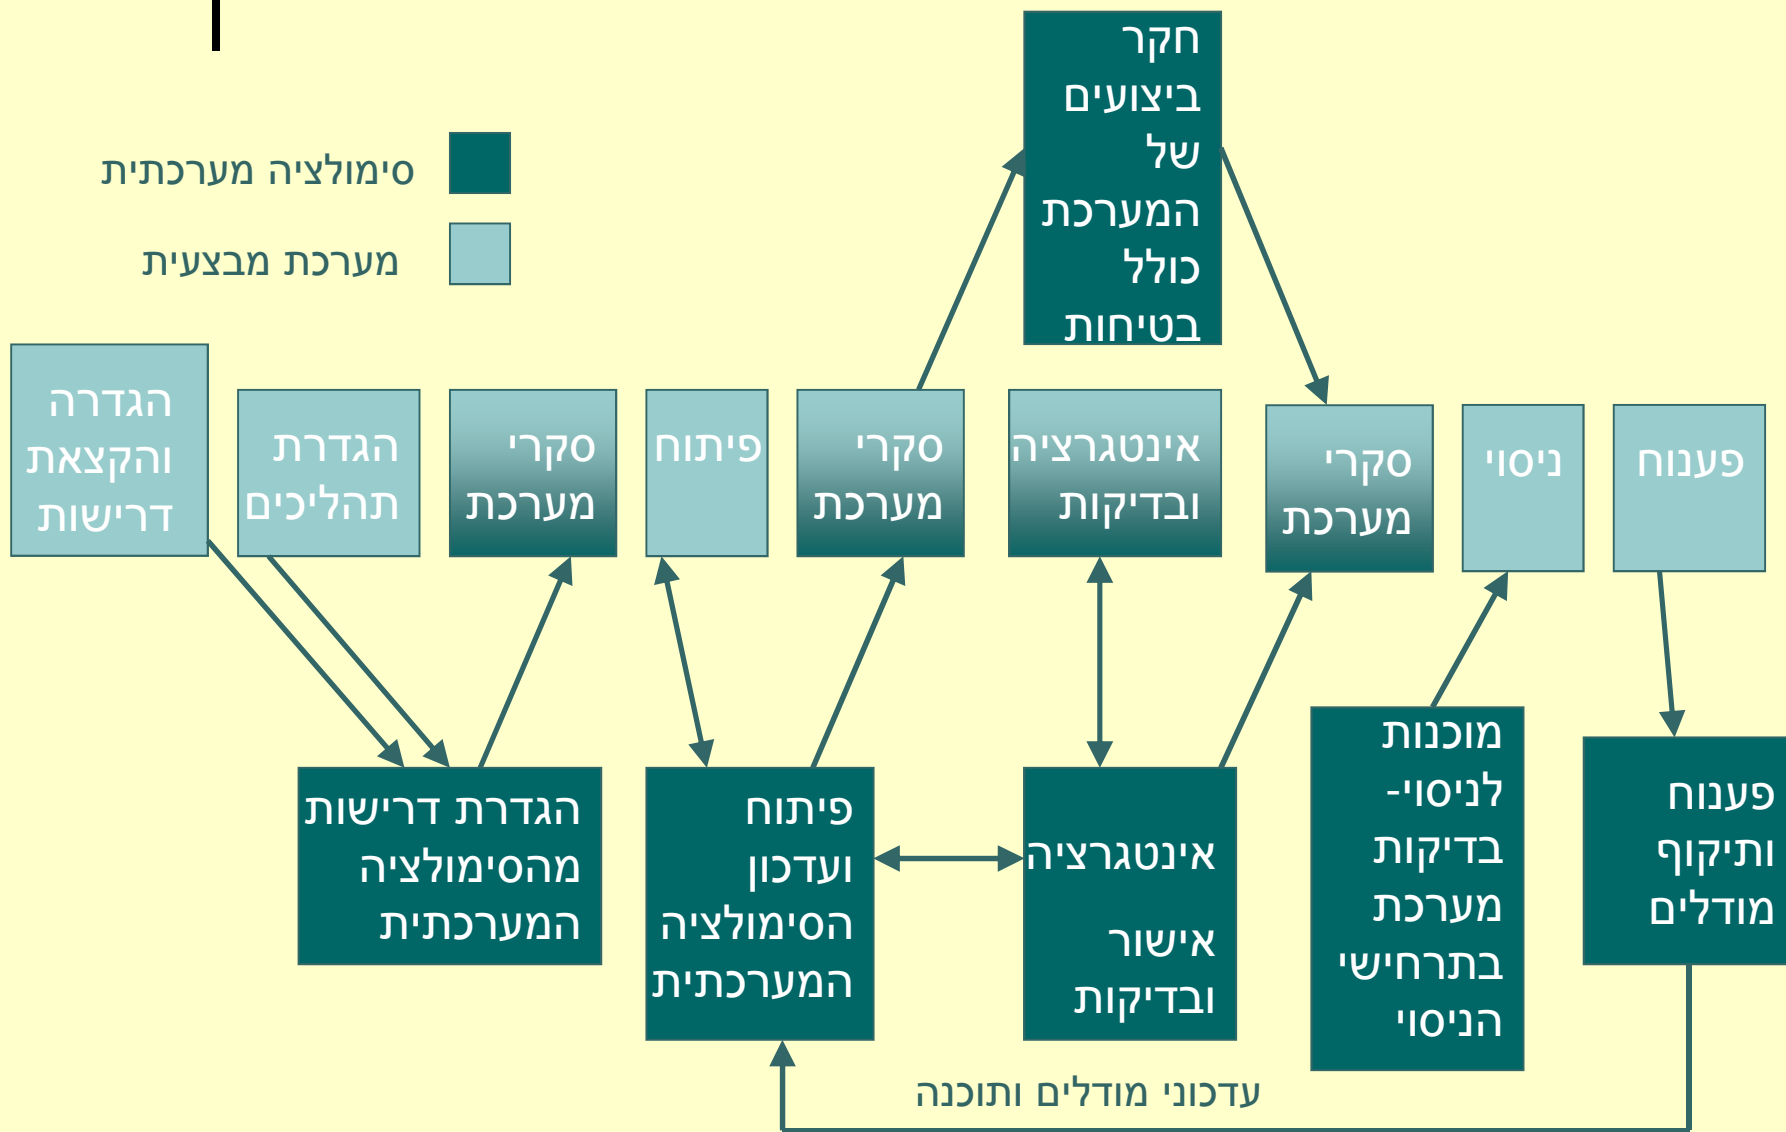 חקר
ביצועים
של
המערכת
כולל
בטיחות
סימולציה מערכתית
מערכת מבצעית
הגדרה
והקצאת
דרישות
הגדרת
תהליכים
סקרי
מערכת
פיתוח
סקרי
מערכת
אינטגרציה
ובדיקות
סקרי
מערכת
ניסוי
פענוח
הגדרת דרישות
מהסימולציה
המערכתית
פיתוח
ועדכון
הסימולציה
המערכתית
אינטגרציה
אישור
ובדיקות
מוכנות
לניסוי-
בדיקות
מערכת
בתרחישי
הניסוי
פענוח
ותיקוף
מודלים
עדכוני מודלים ותוכנה